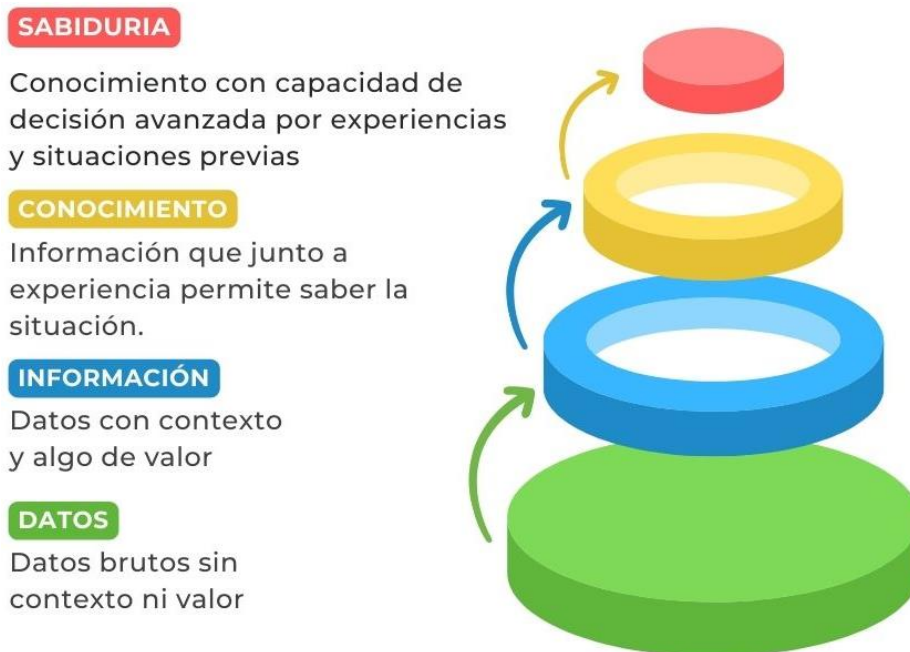 SABIDURIA
Conocimiento con capacidad de
decisión avanzada por experiencias
y situaciones previas
CONOCIMIENTO
Información que junto a
experiencia permite saber la
situación.
INFORMACIÓN
Datos con contexto
y algo de valor
DATOS
Datos brutos sin
contexto ni valor